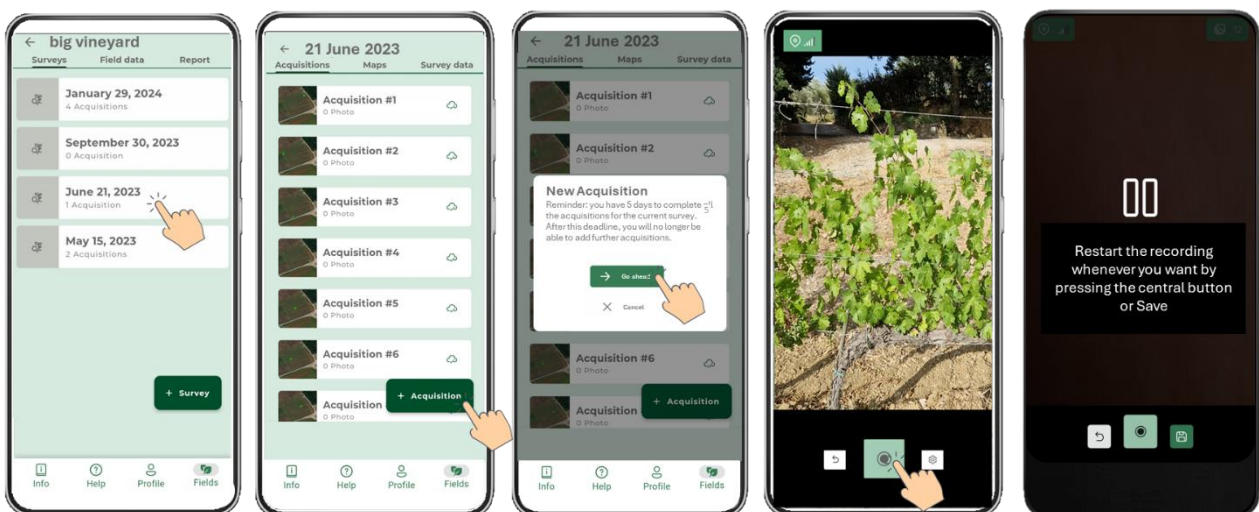 ← big vineyard
Surveys Field data Report
January 29, 2024
4 Acquisitions
September 30, 2023
0 Acquisition
June 21, 2023
1 Acquisition
May 15, 2023
2 Acquisitions
+ Survey
Info Help Profile Fields
← 21 June 2023
Acquisitions Maps Survey data
Acquisition #1
0 Photo
Acquisition #2
0 Photo
Acquisition #3
0 Photo
Acquisition #4
0 Photo
Acquisition #5
0 Photo
Acquisition #6
0 Photo
Acquisition
0 Photo
+ Acquisition
Info Help Profile Fields
← 21 June 2023
Acquisitions Maps Survey data
Acquisition #1
0 Photo
Acquisition #2
0 Photo
New Acquisition
Reminder: you have 5 days to complete
the acquisitions for the current survey.
After this deadline, you will no longer be
able to add further acquisitions.
→ Go ahead
X Cancel
Acquisition #6
0 Photo
Acquisition
0 Photo
+ Acquisition
Info Help Profile Fields
Restart the recording
whenever you want by
pressing the central button
or Save